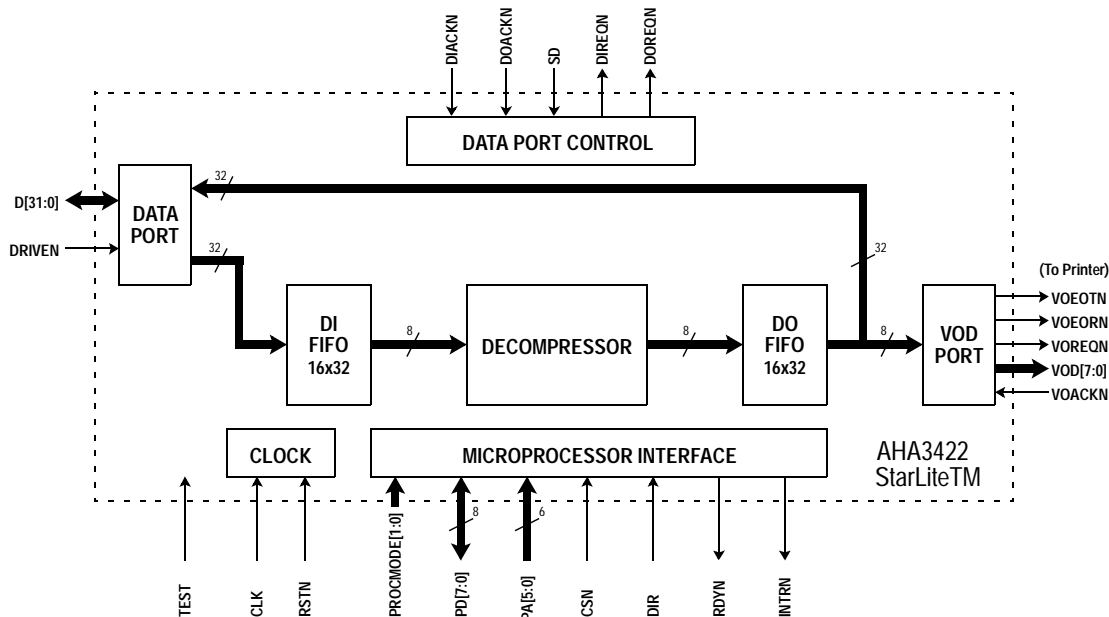 DIACKN
DOACKN
SD
DIREQN
DOREQN
DATA PORT CONTROL
D[31:0]
DRIVEN
DATA
PORT
32
32
32
DI
FIFO
16x32
8
DECOMPRESSOR
8
DO
FIFO
16x32
8
VOD
PORT
(To Printer)
VOEOTN
VOEORN
VOREQN
VOD[7:0]
VOACKN
CLOCK
MICROPROCESSOR INTERFACE
AHA3422
StarLiteTM
8
6
TEST
CLK
RSTN
PROCMODE[1:0]
PD[7:0]
PA[5:0]
CSN
DIR
RDYN
INTRN